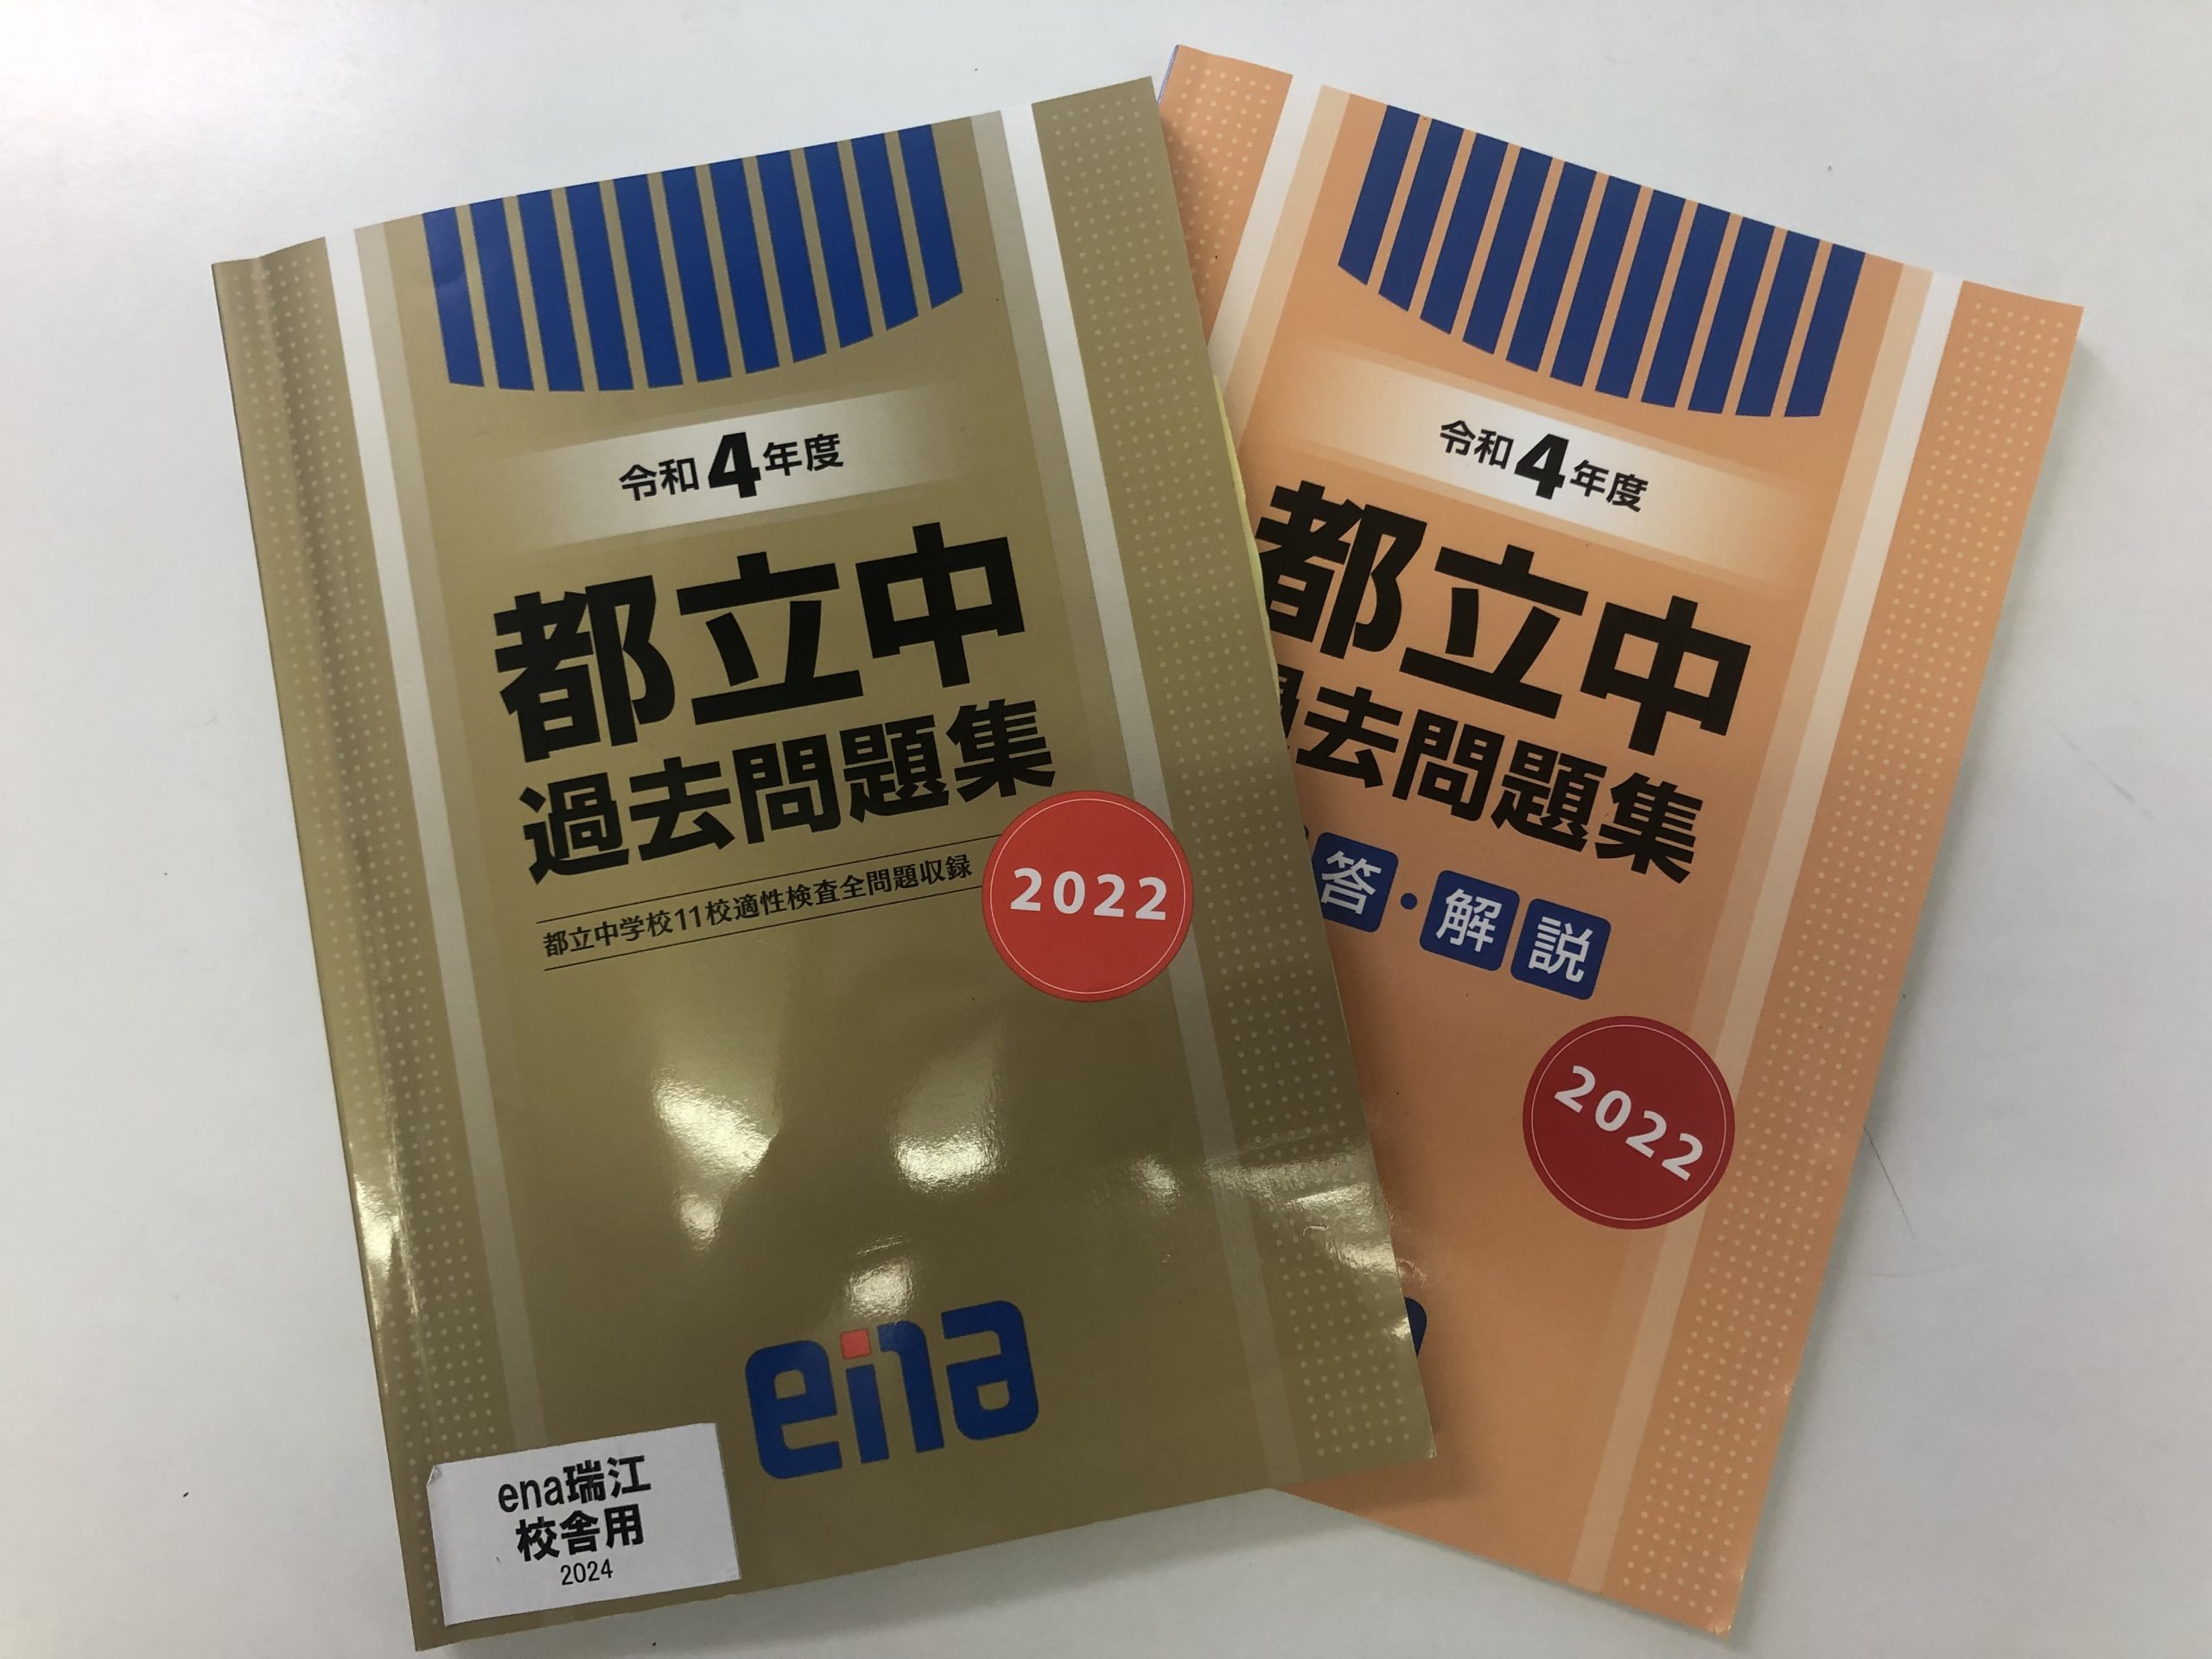 令和4年度
都立中
過去問題集
都立中学校11校適性検査全問題収録
2022
ena
ena瑞江
校舎用
2024
令和4年度
都立中
過去問題集
答・解説
2022